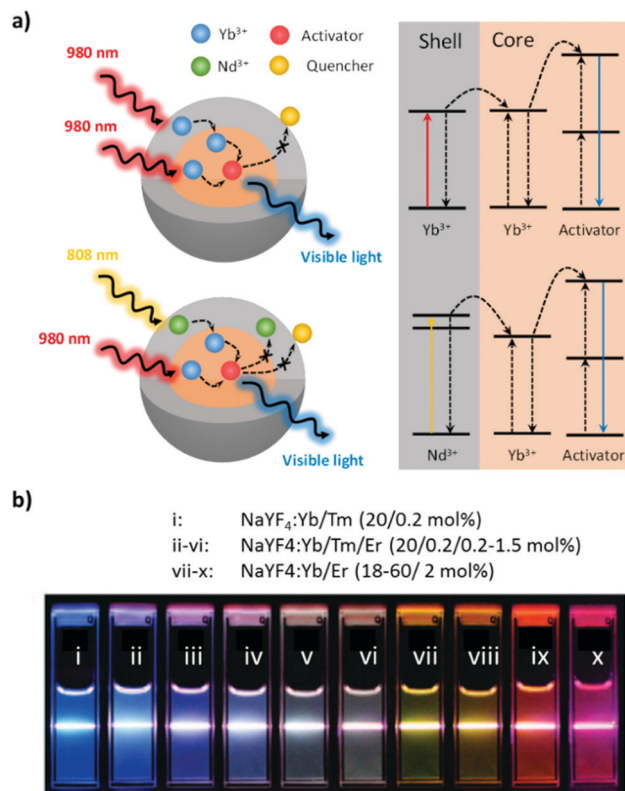 a)
Yb³⁺ Activator
Nd³⁺ Quencher
980 nm
980 nm
Visible light
808 nm
980 nm
Visible light
Shell Core
Yb³⁺ Yb³⁺ Activator
Nd³⁺ Yb³⁺ Activator
b)
i: NaYF₄:Yb/Tm (20/0.2 mol%)
ii-vi: NaYF4:Yb/Tm/Er (20/0.2/0.2-1.5 mol%)
vii-x: NaYF4:Yb/Er (18-60/ 2 mol%)
i ii iii iv v vi vii viii ix x